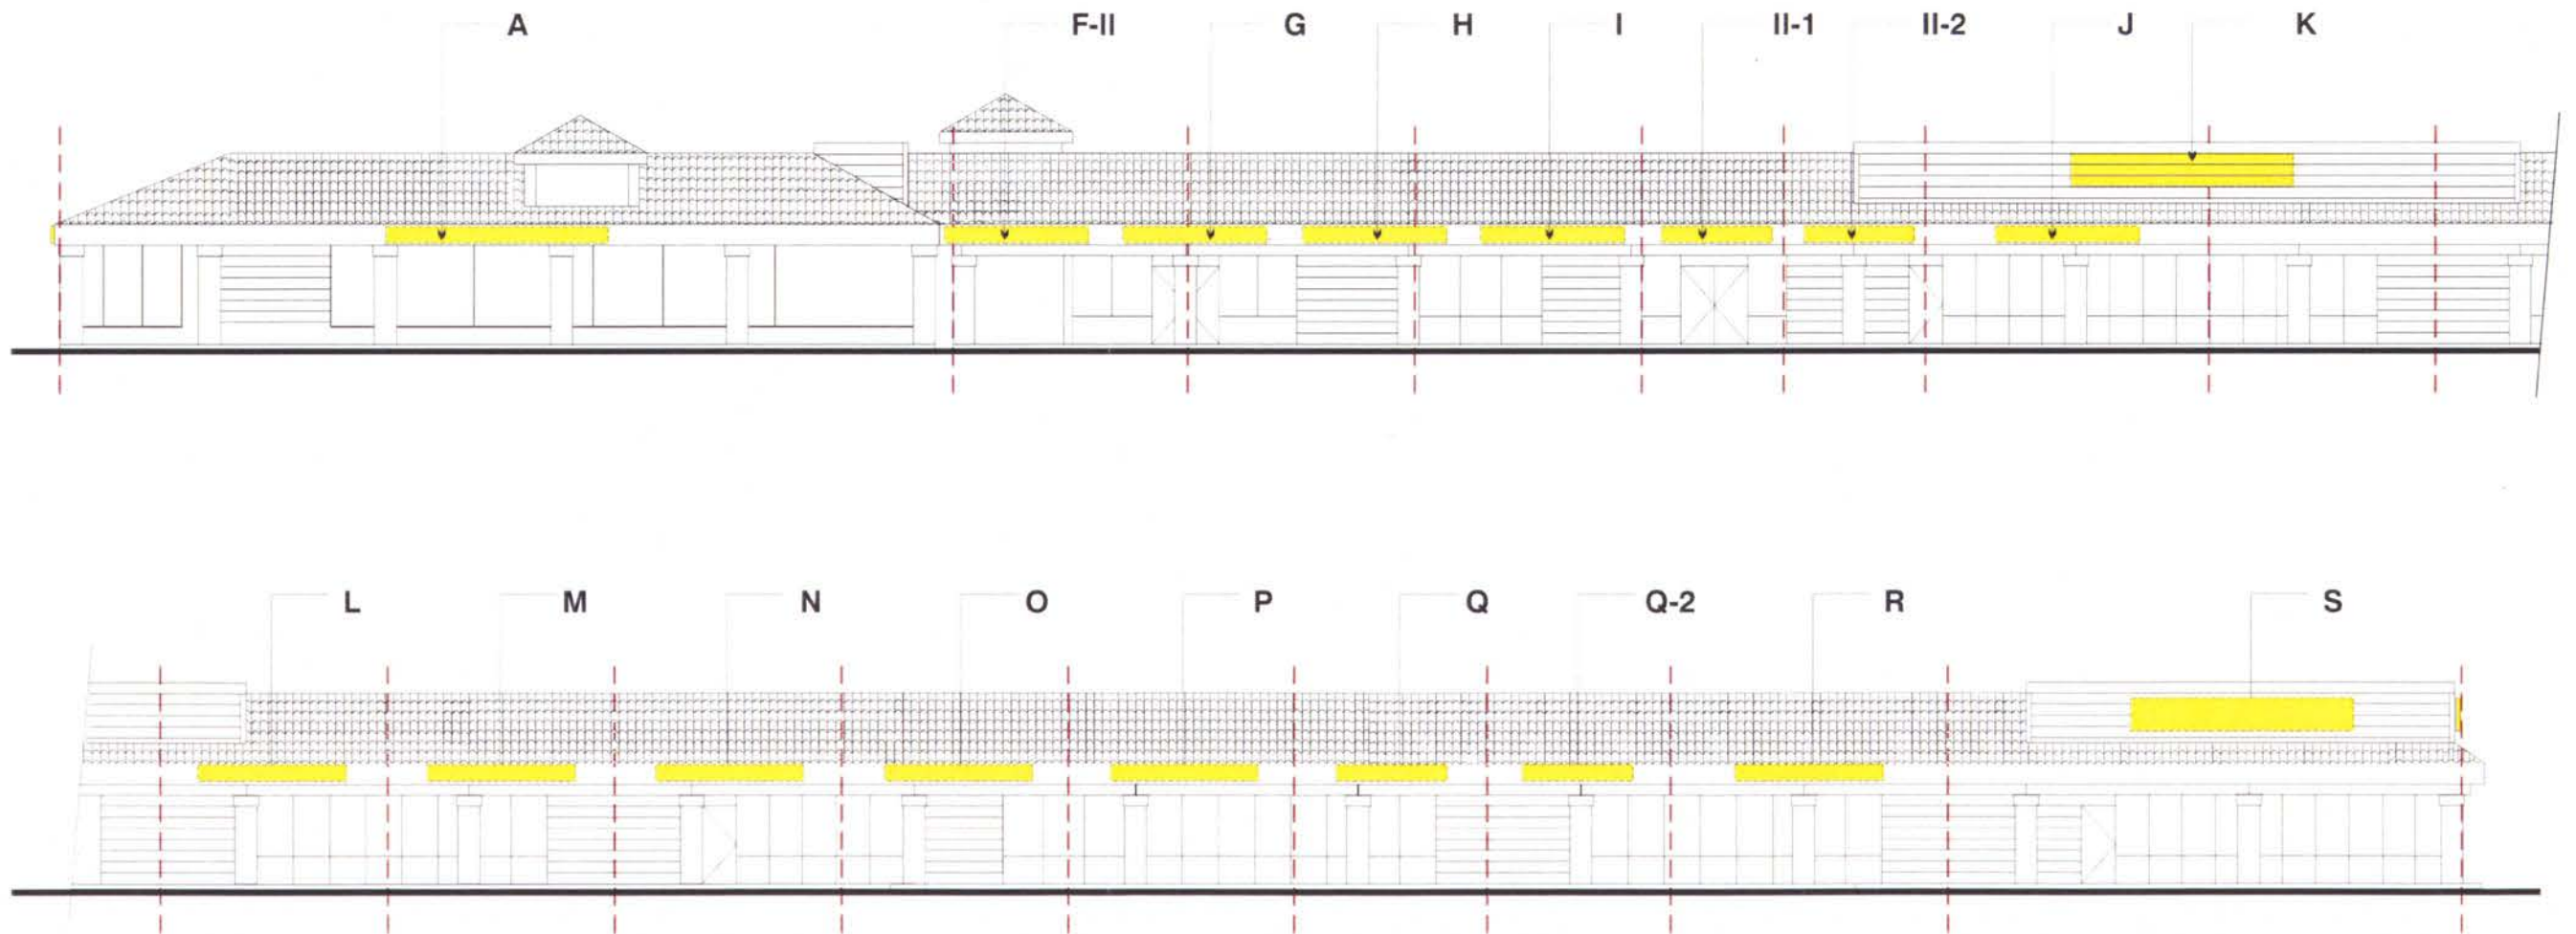 A F-II G H I II-1 II-2 J K
L M N O P Q Q-2 R S